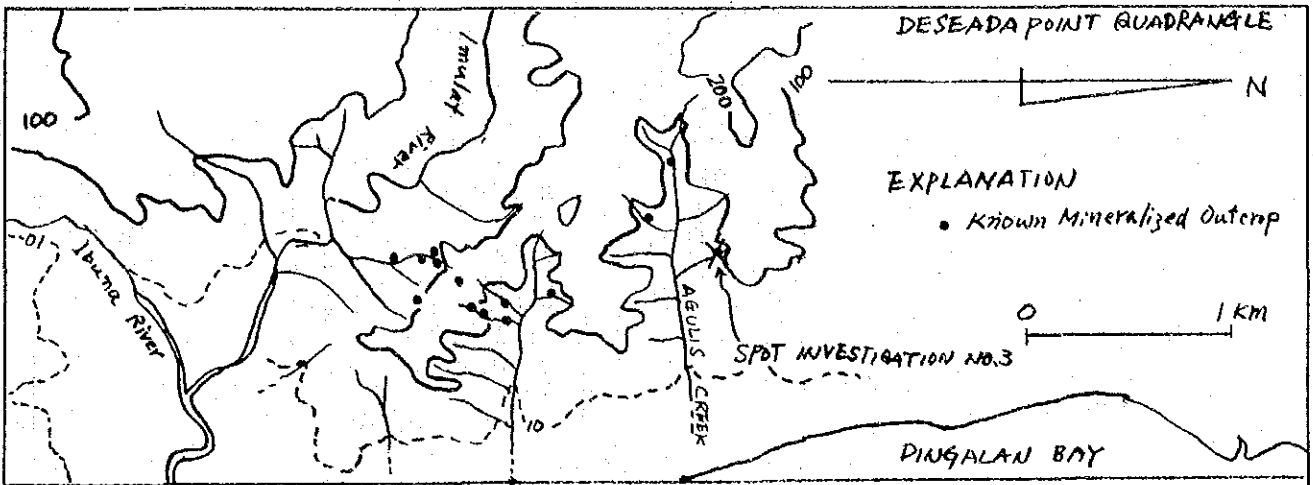 DESEADA POINT QUADRANGLE
N
100
200
100
Imulat
River
EXPLANATION
• Known Mineralized Outcrop
10
Ibuna
River
0
1 KM
AGULIS
CREEK
SPOT INVESTIGATION NO.3
10
DINGALAN BAY